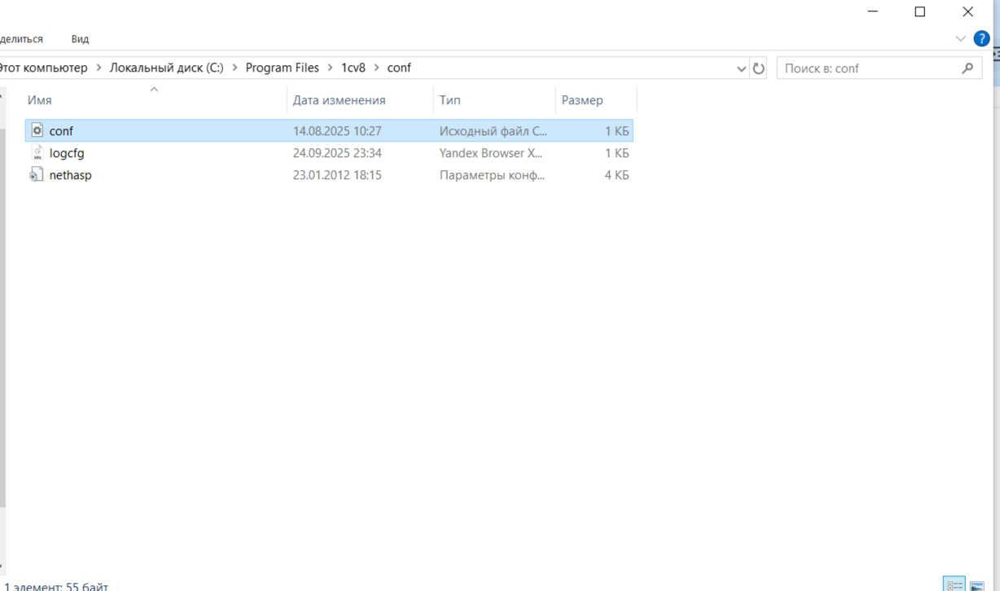 делиться Вид
Этот компьютер > Локальный диск (C:) > Program Files > 1cv8 > conf
Поиск в: conf
Имя Дата изменения Тип Размер
conf 14.08.2025 10:27 Исходный файл С... 1 КБ
logcfg 24.09.2025 23:34 Yandex Browser X... 1 КБ
nethasp 23.01.2012 18:15 Параметры конф... 4 КБ
1 элемент: 55 байт